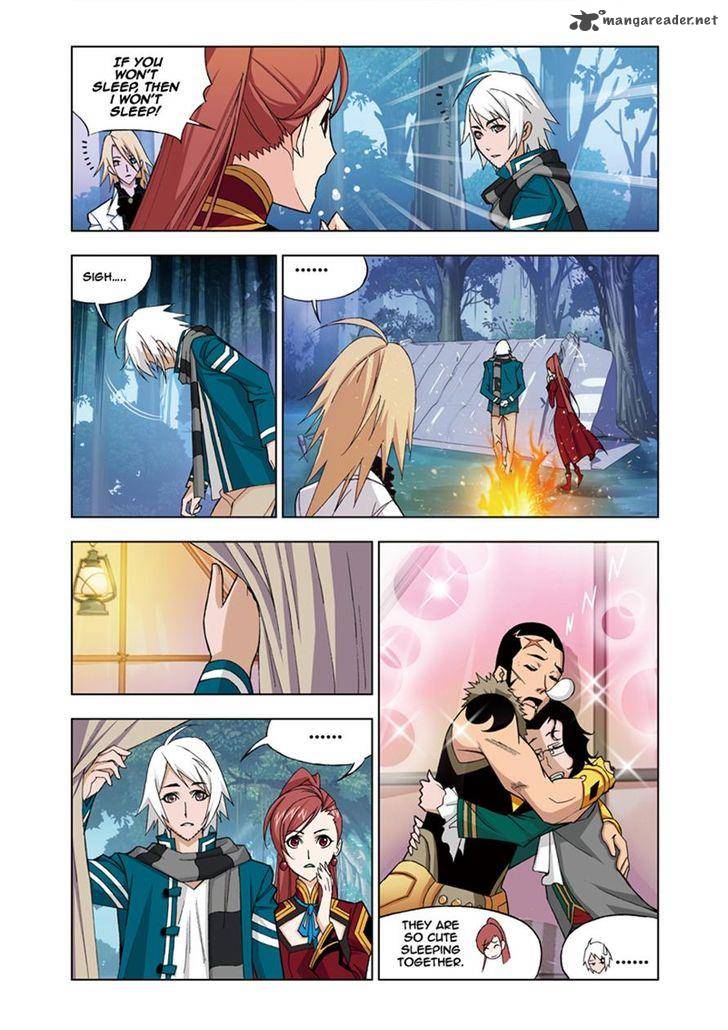 mangareader.net
IF YOU
WON'T
SLEEP, THEN
I WON'T
SLEEP!
SIGH.....
......
......
THEY ARE
SO CUTE
SLEEPING
TOGETHER.
......